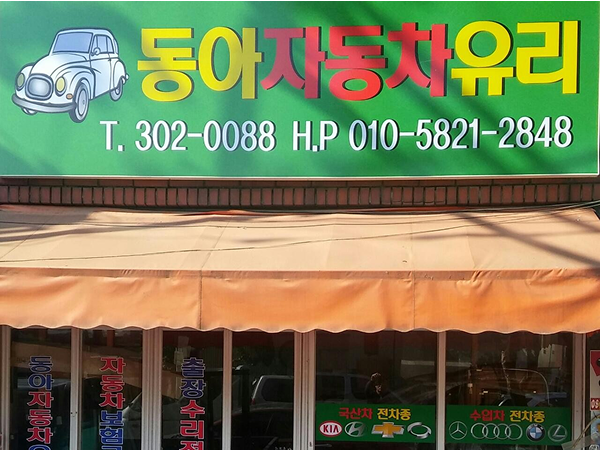 동아자동차유리
T. 302-0088 H.P 010-5821-2848
동아자동차
자동차보험
출장수리전
국산차 전차종
KIA
수입차 전차종